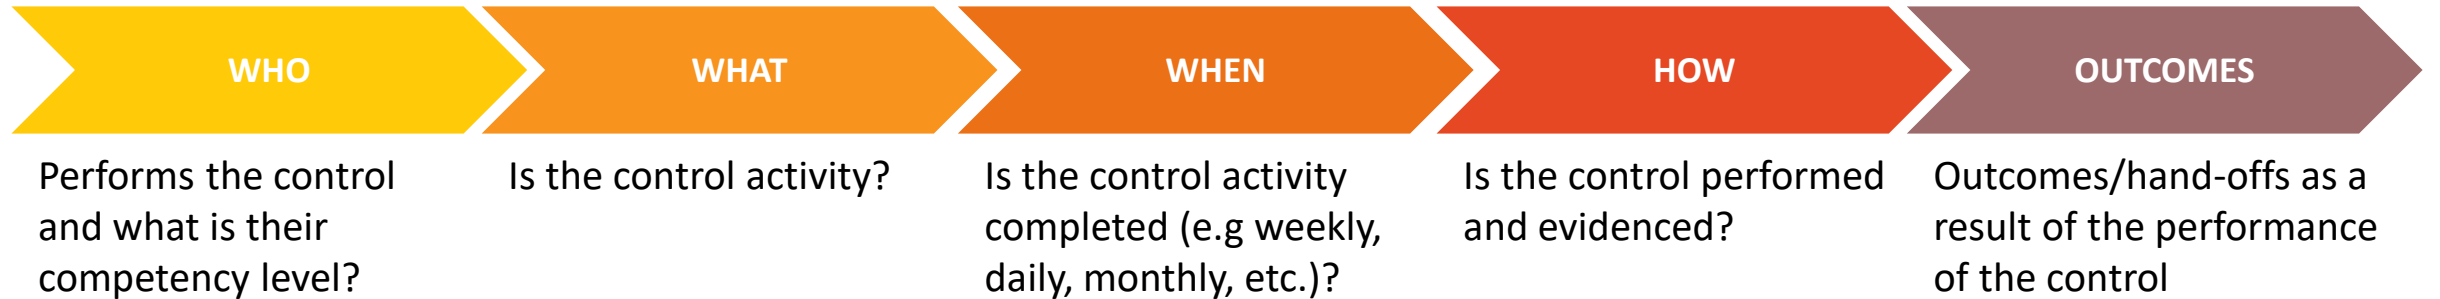 WHO
Performs the control
and what is their
competency level?
WHAT
Is the control activity?
WHEN
Is the control activity
completed (e.g weekly,
daily, monthly, etc.)?
HOW
Is the control performed
and evidenced?
OUTCOMES
Outcomes/hand-offs as a
result of the performance
of the control